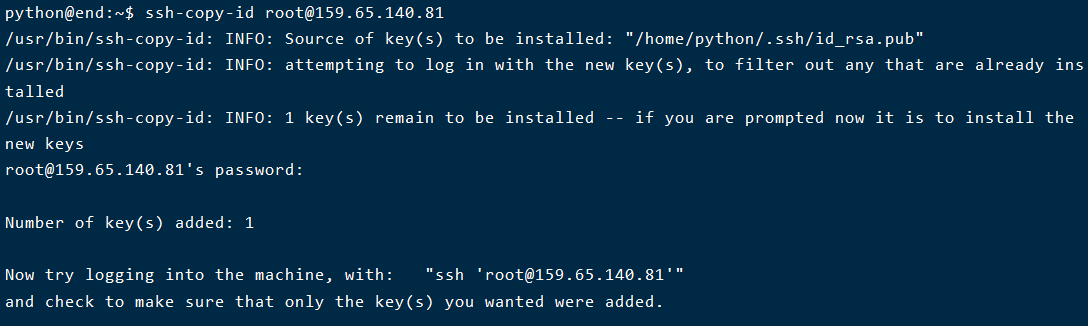 python@end:~$ ssh-copy-id root@159.65.140.81
/usr/bin/ssh-copy-id: INFO: Source of key(s) to be installed: "/home/python/.ssh/id_rsa.pub"
/usr/bin/ssh-copy-id: INFO: attempting to log in with the new key(s), to filter out any that are already ins
talled
/usr/bin/ssh-copy-id: INFO: 1 key(s) remain to be installed -- if you are prompted now it is to install the
new keys
root@159.65.140.81's password:
Number of key(s) added: 1
Now try logging into the machine, with:   "ssh 'root@159.65.140.81'"
and check to make sure that only the key(s) you wanted were added.